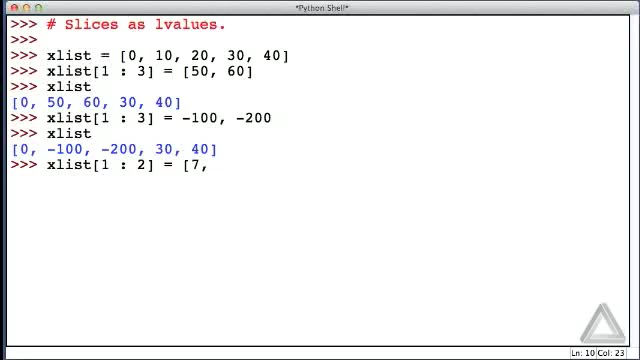 *Python Shell*
>>> # Slices as lvalues.
>>>
>>> xlist = [0, 10, 20, 30, 40]
>>> xlist[1 : 3] = [50, 60]
>>> xlist
[0, 50, 60, 30, 40]
>>> xlist[1 : 3] = -100, -200
>>> xlist
[0, -100, -200, 30, 40]
>>> xlist[1 : 2] = [7,
Ln: 10 Col: 23